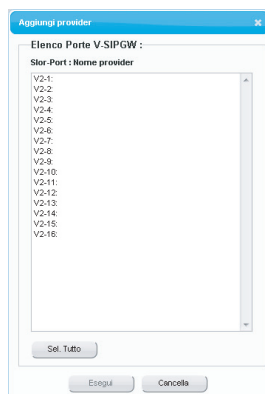 Aggiungi provider
Elenco Porte V-SIPGW :
Slor-Port : Nome provider
V2-1:
V2-2:
V2-3:
V2-4:
V2-5:
V2-6:
V2-7:
V2-8:
V2-9:
V2-10:
V2-11:
V2-12:
V2-13:
V2-14:
V2-15:
V2-16:
Sel. Tutto
Esegui
Cancella